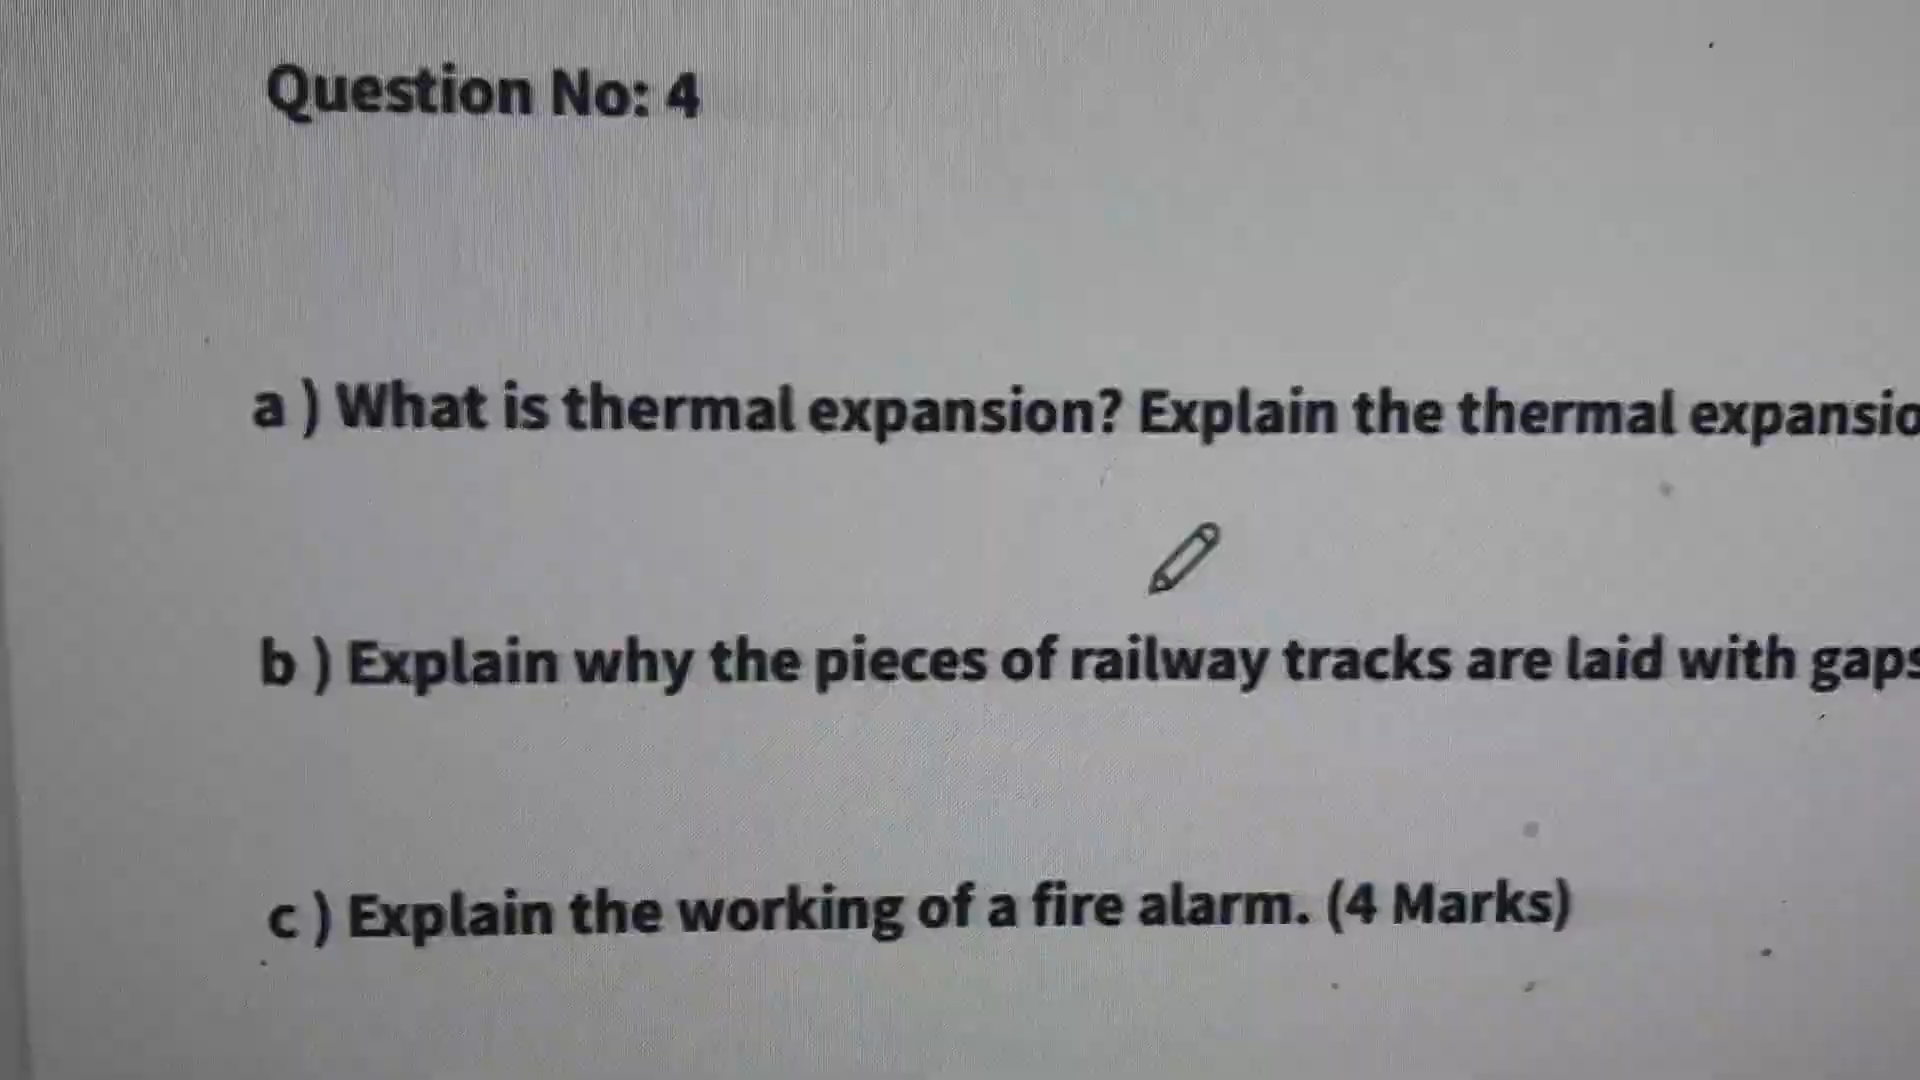 Question No: 4
a ) What is thermal expansion? Explain the thermal expansio
b ) Explain why the pieces of railway tracks are laid with gaps
c ) Explain the working of a fire alarm. (4 Marks)